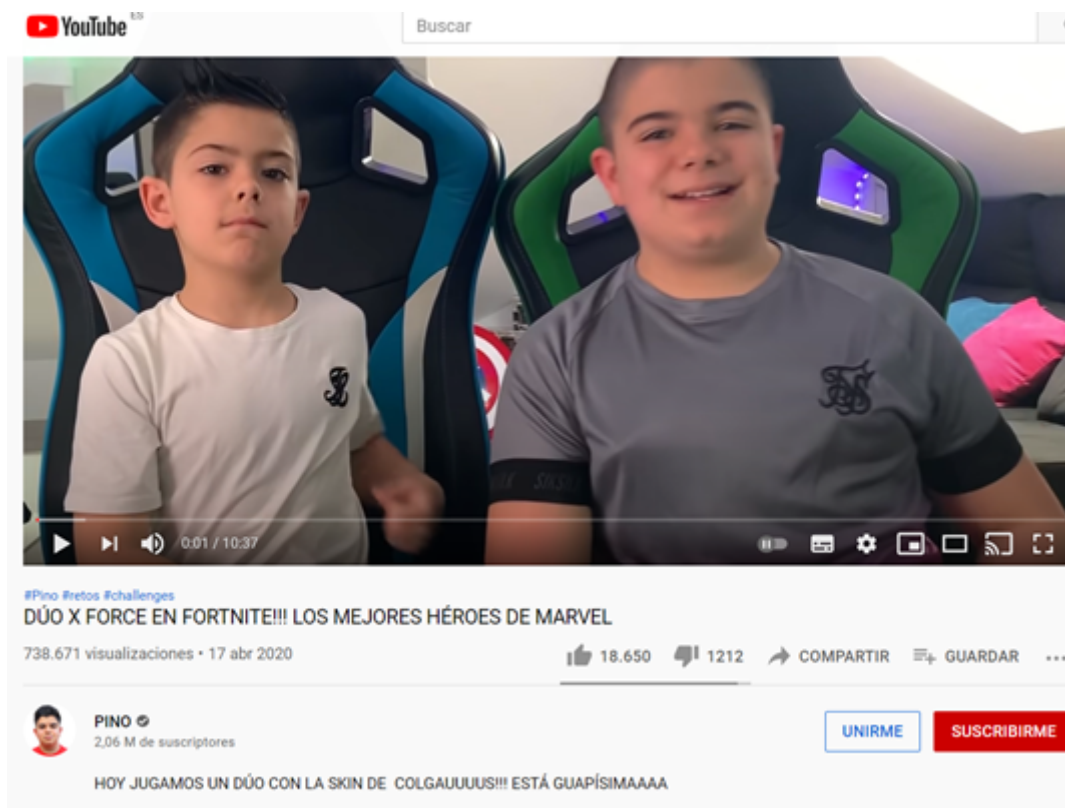 YouTube ES
Buscar
0:01 / 10:37
#Pino #retos #challenges
DÚO X FORCE EN FORTNITE!!! LOS MEJORES HÉROES DE MARVEL
738.671 visualizaciones • 17 abr 2020
18.650 1212 COMPARTIR GUARDAR ...
PINO
2,06 M de suscriptores
UNIRME SUSCRIBIRME
HOY JUGAMOS UN DÚO CON LA SKIN DE COLGAUUUUS!!! ESTÁ GUAPÍSIMAAAA